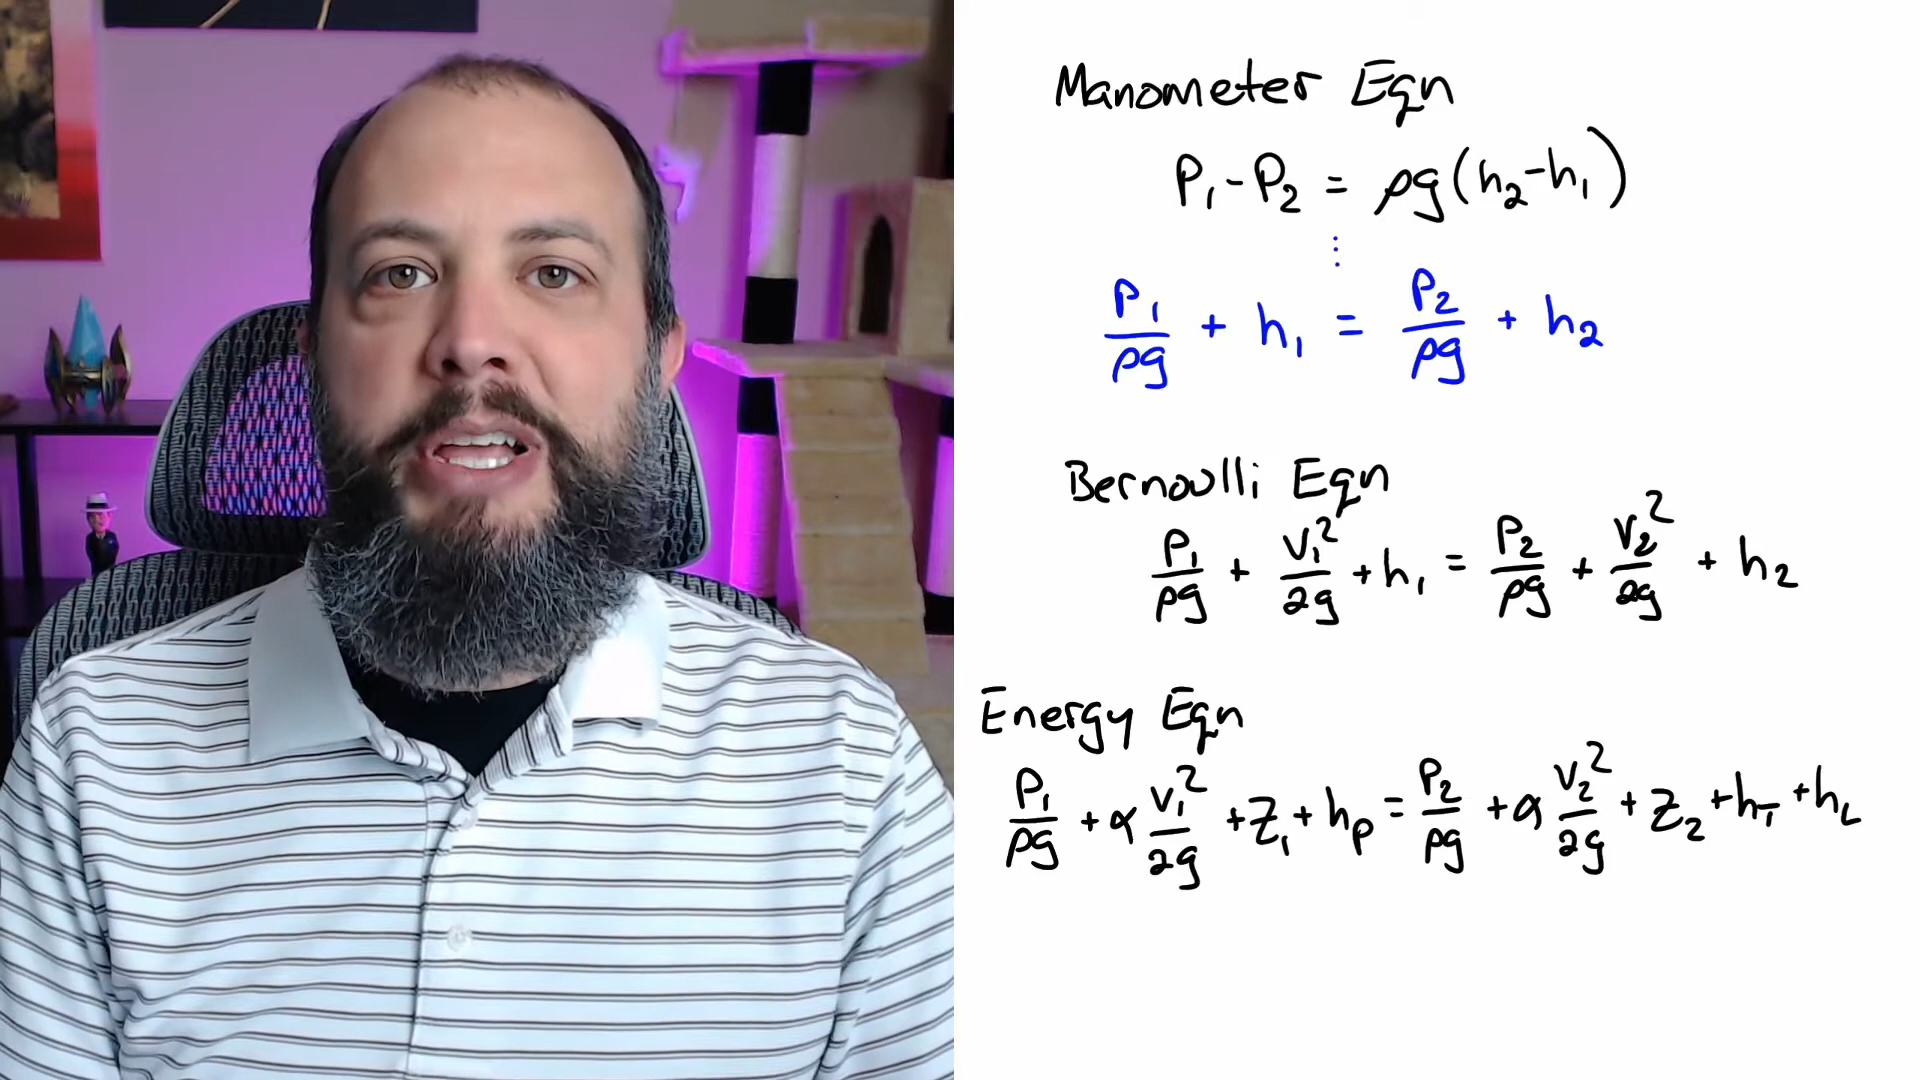 Manometer Eqn
P₁-P₂ = ρg(h₂-h₁)
⋮
P₁/ρg + h₁ = P₂/ρg + h₂
Bernoulli Eqn
P₁/ρg + V₁²/2g + h₁ = P₂/ρg + V₂²/2g + h₂
Energy Eqn
P₁/ρg + α V₁²/2g + Z₁ + hₚ = P₂/ρg + α V₂²/2g + Z₂ + h_T + h_L